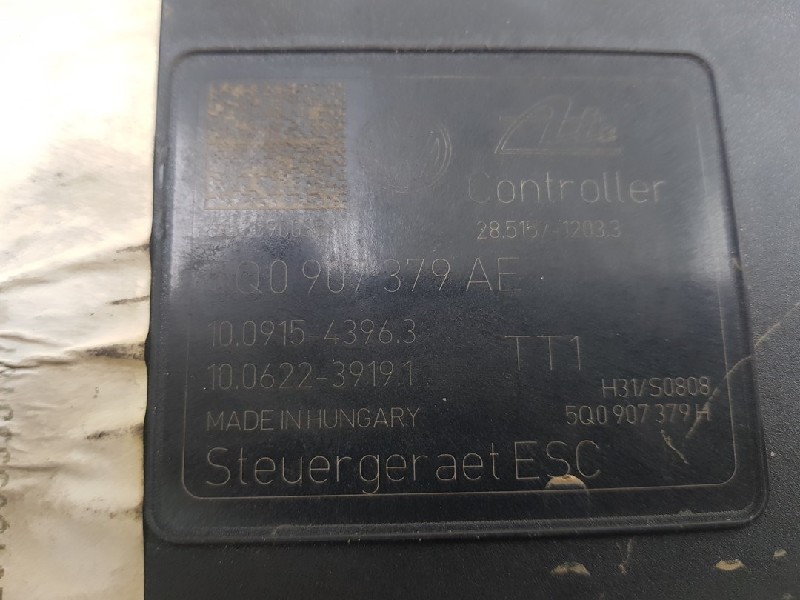 Ate
Controller
28.5157-1203.3
5Q0 907 379 AE
10.0915-4396.3
10.0622-3919.1
TT1
H31/S0808
MADE IN HUNGARY
5Q0 907 379 H
Steuergeraet ESC